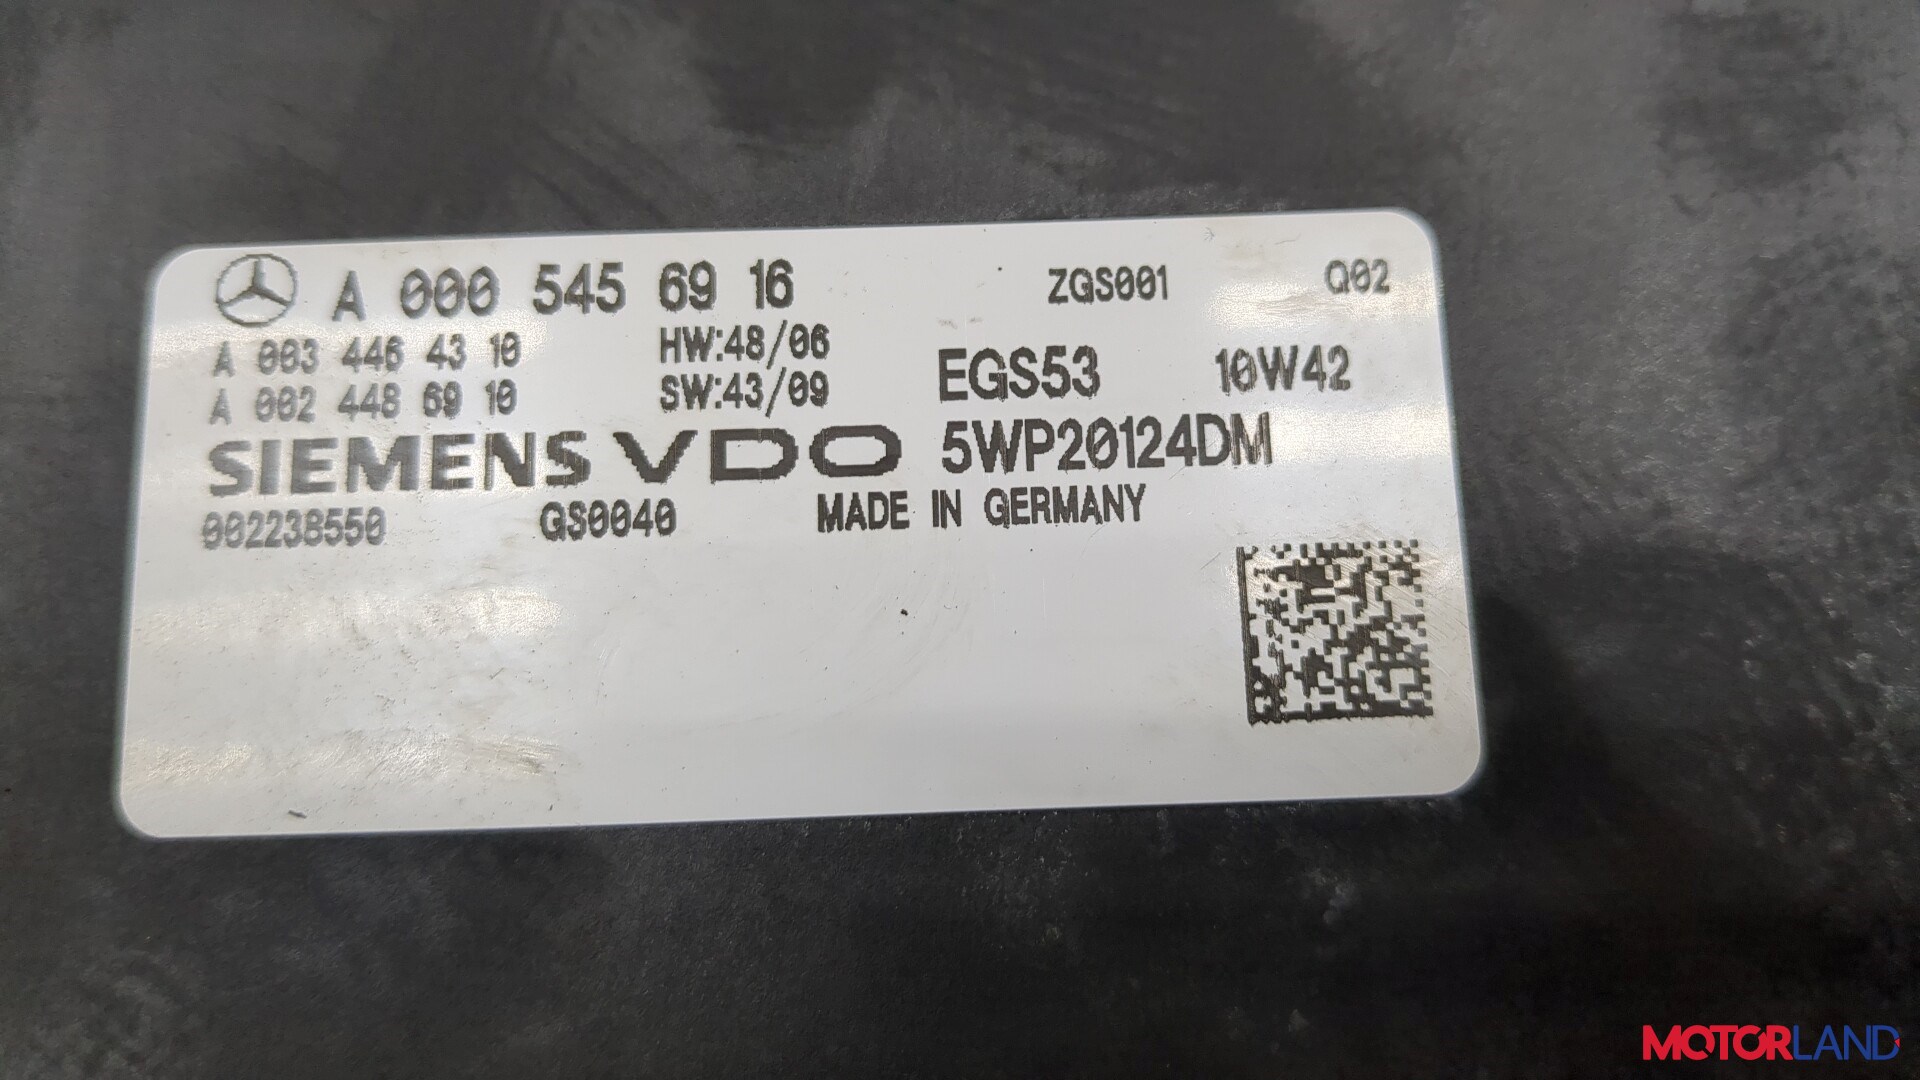 A 000 545 69 16 ZGS001 Q02
A 003 446 43 10 HW:48/06
A 002 448 69 10 SW:43/09 EGS53 10W42
SIEMENS VDO 5WP20124DM
002238550 GS0040 MADE IN GERMANY
MOTORLAND